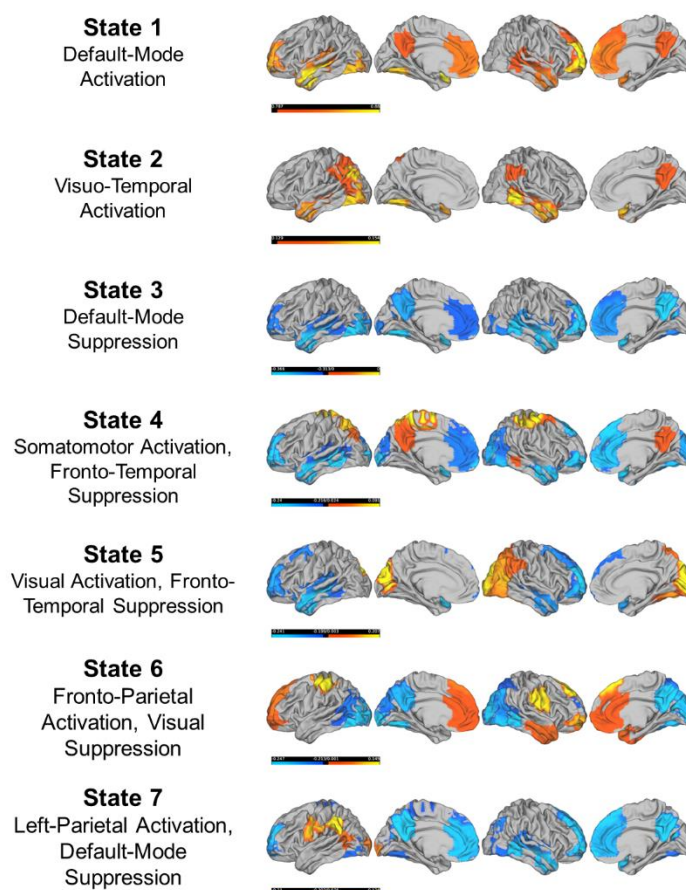 State 1
Default-Mode
Activation
State 2
Visuo-Temporal
Activation
State 3
Default-Mode
Suppression
State 4
Somatomotor Activation,
Fronto-Temporal
Suppression
State 5
Visual Activation, Fronto-
Temporal Suppression
State 6
Fronto-Parietal
Activation, Visual
Suppression
State 7
Left-Parietal Activation,
Default-Mode
Suppression